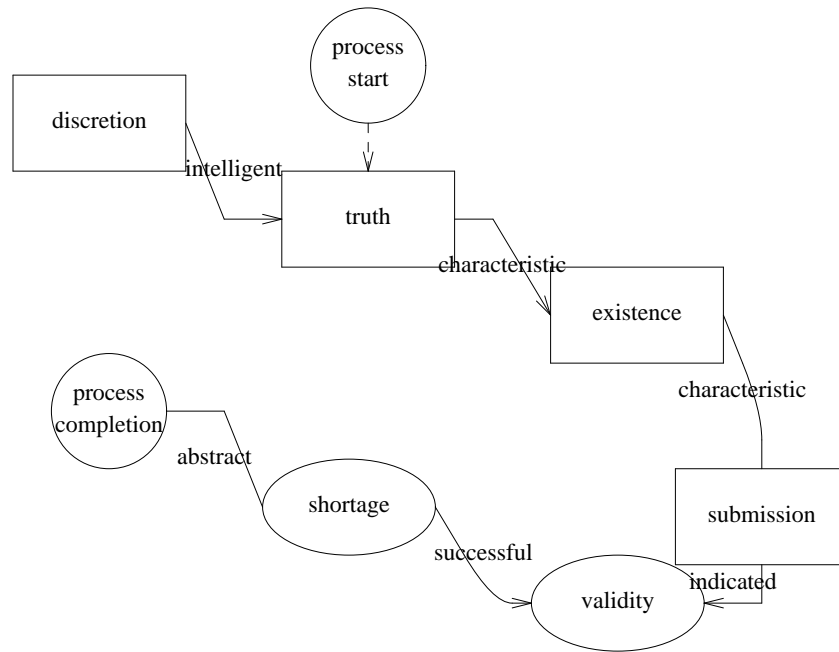 process
start
discretion
intelligent
truth
characteristic
existence
process
completion
characteristic
abstract
shortage
submission
successful
indicated
validity